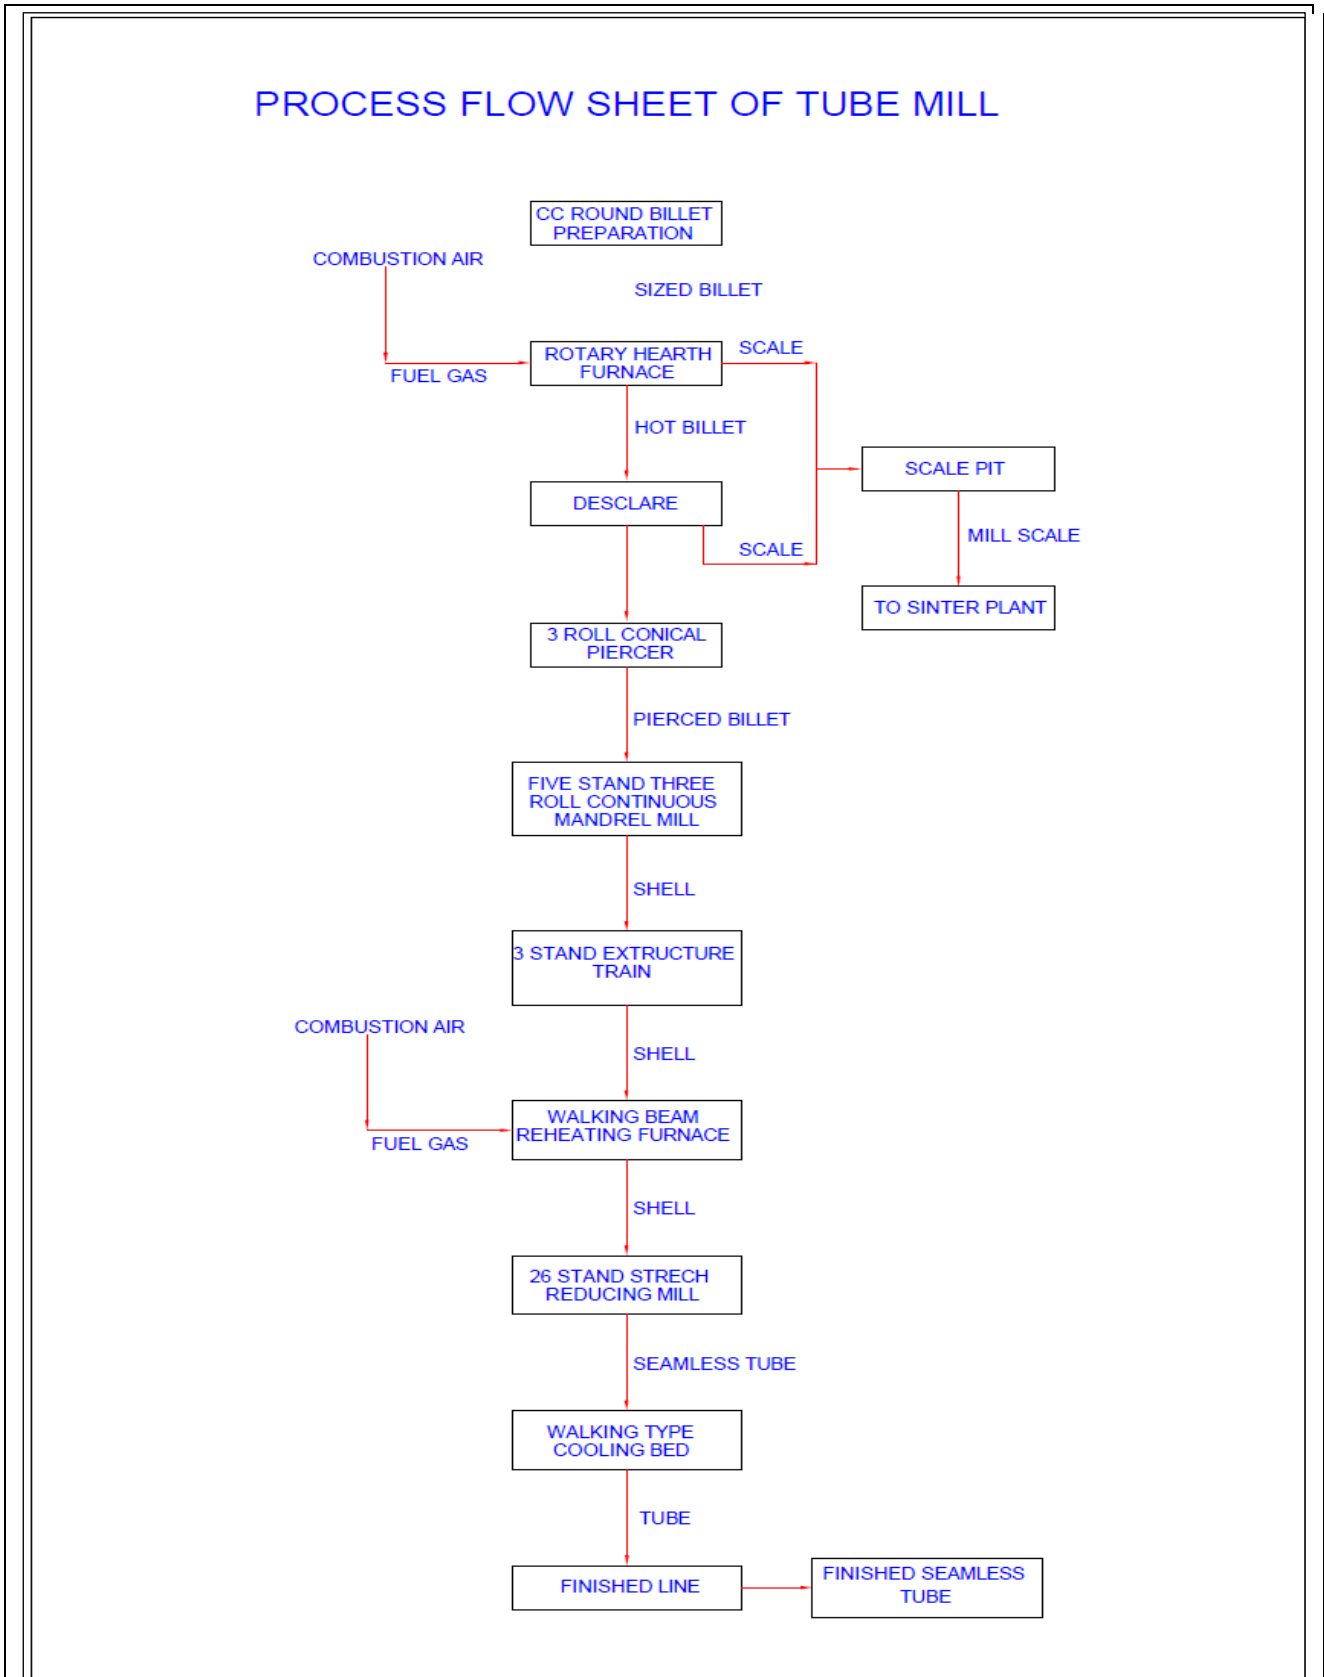 PROCESS FLOW SHEET OF TUBE MILL
CC ROUND BILLET
PREPARATION
COMBUSTION AIR
SIZED BILLET
ROTARY HEARTH
FURNACE
SCALE
FUEL GAS
HOT BILLET
SCALE PIT
DESCLARE
MILL SCALE
SCALE
TO SINTER PLANT
3 ROLL CONICAL
PIERCER
PIERCED BILLET
FIVE STAND THREE
ROLL CONTINUOUS
MANDREL MILL
SHELL
3 STAND EXTRUCTURE
TRAIN
COMBUSTION AIR
SHELL
WALKING BEAM
REHEATING FURNACE
FUEL GAS
SHELL
26 STAND STRECH
REDUCING MILL
SEAMLESS TUBE
WALKING TYPE
COOLING BED
TUBE
FINISHED LINE
FINISHED SEAMLESS
TUBE